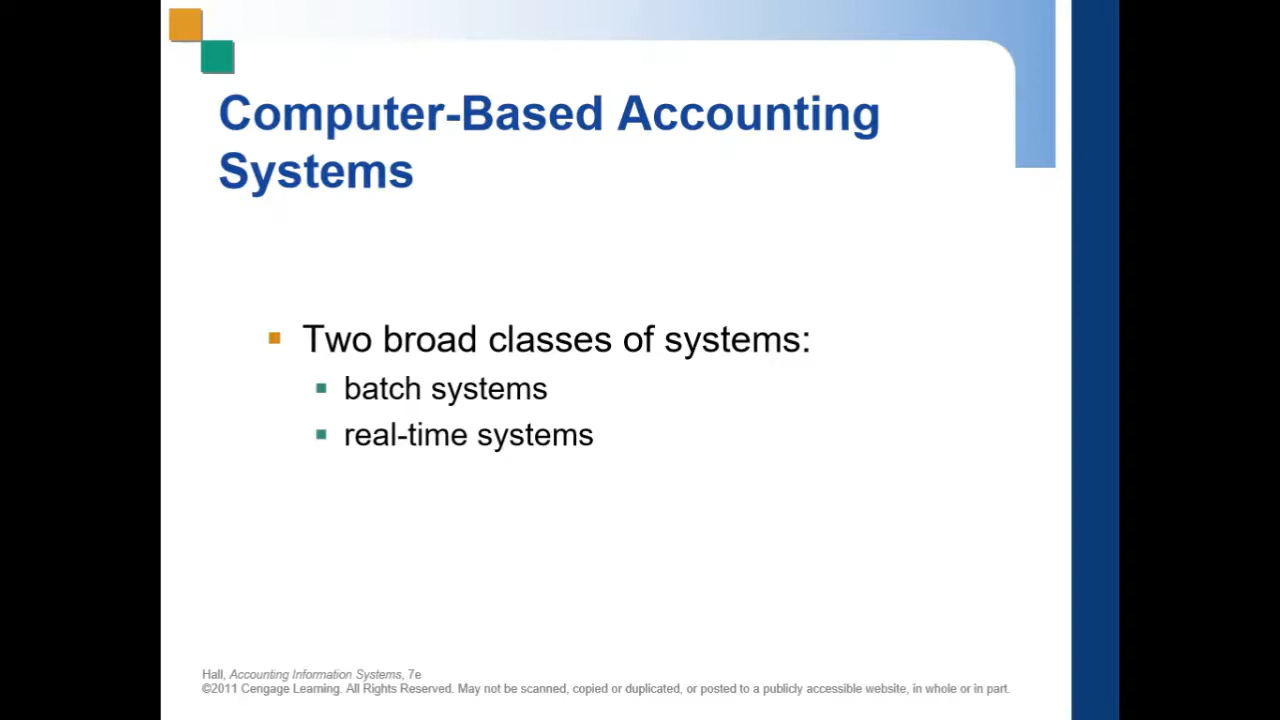 Computer-Based Accounting
Systems
Two broad classes of systems:
batch systems
real-time systems
Hall, Accounting Information Systems, 7e
©2011 Cengage Learning. All Rights Reserved. May not be scanned, copied or duplicated, or posted to a publicly accessible website, in whole or in part.